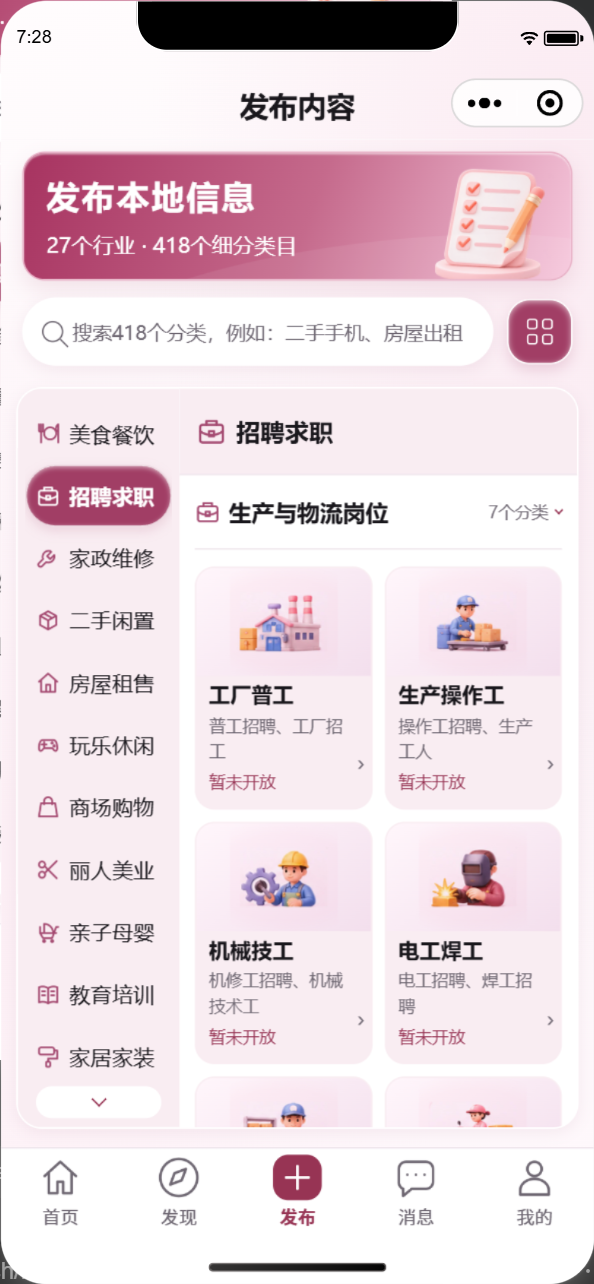 7:28
发布内容
发布本地信息
27个行业 · 418个细分类目
搜索418个分类，例如：二手手机、房屋出租
美食餐饮
招聘求职
家政维修
二手闲置
房屋租售
玩乐休闲
商场购物
丽人美业
亲子母婴
教育培训
家居家装
招聘求职
生产与物流岗位
7个分类
工厂普工
普工招聘、工厂招
工
暂未开放
生产操作工
操作工招聘、生产
工人
暂未开放
机械技工
机修工招聘、机械
技术工
暂未开放
电工焊工
电工招聘、焊工招
聘
暂未开放
首页
发现
发布
消息
我的